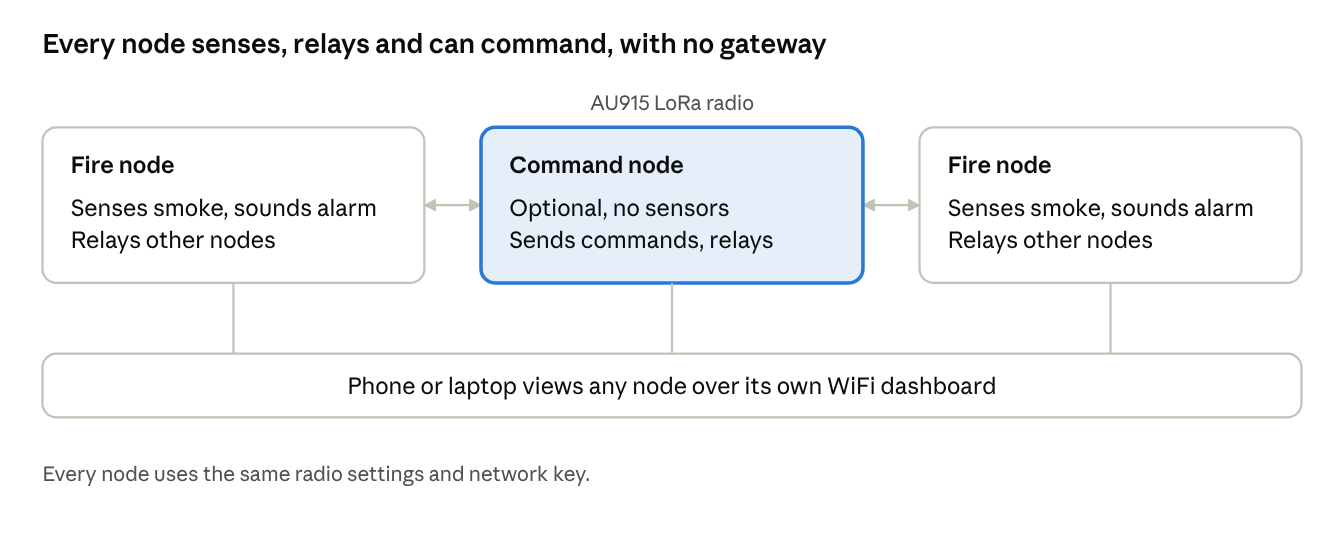 Every node senses, relays and can command, with no gateway
AU915 LoRa radio
Fire node
Senses smoke, sounds alarm
Relays other nodes
Command node
Optional, no sensors
Sends commands, relays
Fire node
Senses smoke, sounds alarm
Relays other nodes
Phone or laptop views any node over its own WiFi dashboard
Every node uses the same radio settings and network key.